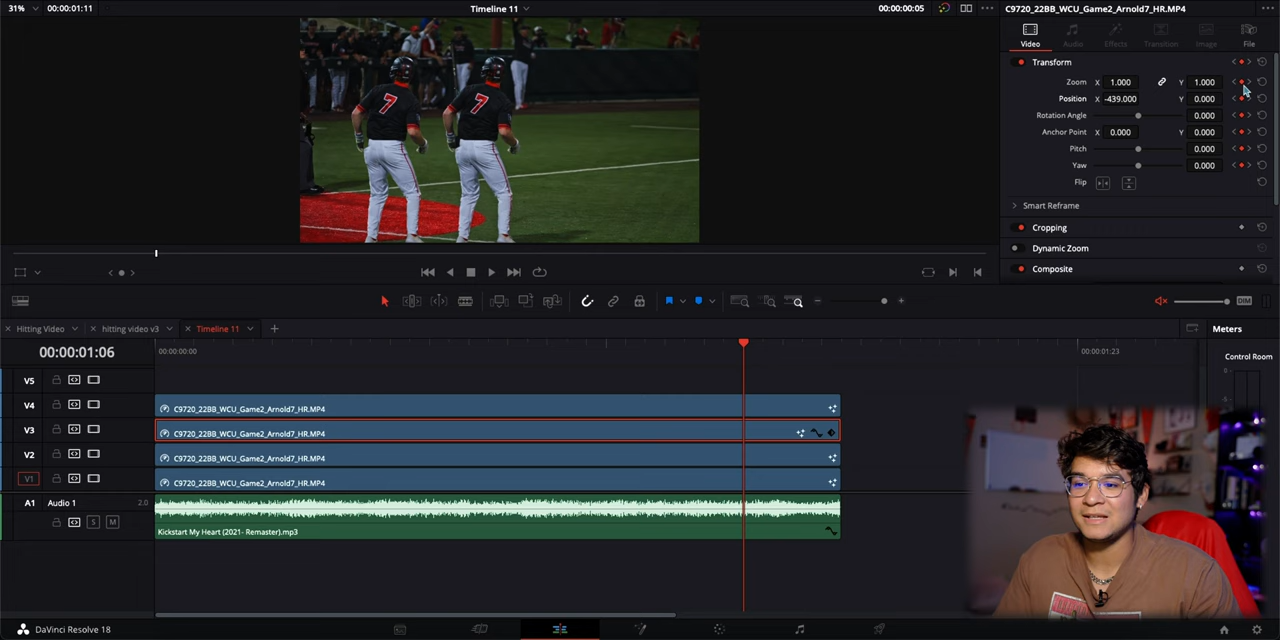 31% 00:00:01:11 Timeline 11 00:00:00:05 C9720_22BB_WCU_Game2_Arnold7_HR.MP4
Video Audio Effects Transition Image File
Transform
Zoom X 1.000 Y 1.000
Position X -439.000 Y 0.000
Rotation Angle 0.000
Anchor Point X 0.000 Y 0.000
Pitch 0.000
Yaw 0.000
Flip
Smart Reframe
Cropping
Dynamic Zoom
Composite
7 7
DIM
Hitting Video hitting video v3 Timeline 11 Meters
00:00:01:06 00:00:00:00 00:00:01:23 Control Room
0
V5
V4 C9720_22BB_WCU_Game2_Arnold7_HR.MP4
V3 C9720_22BB_WCU_Game2_Arnold7_HR.MP4
V2 C9720_22BB_WCU_Game2_Arnold7_HR.MP4
V1 C9720_22BB_WCU_Game2_Arnold7_HR.MP4
A1 Audio 1 2.0
S M
Kickstart My Heart (2021- Remaster).mp3
DaVinci Resolve 18